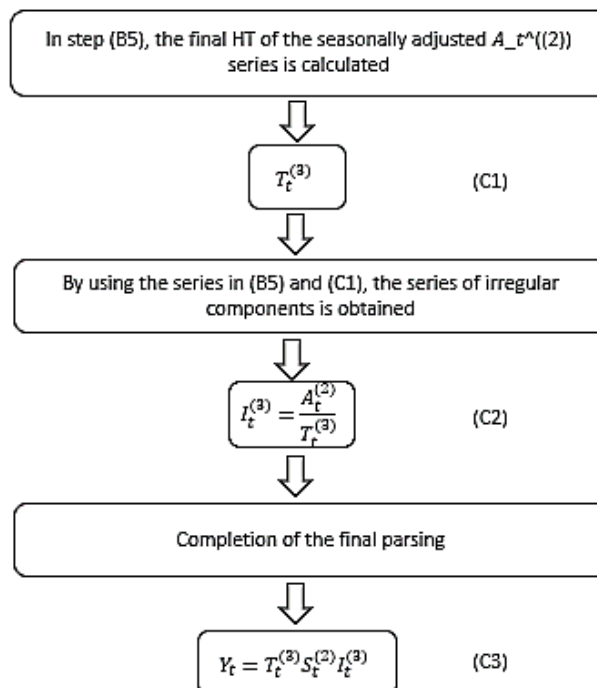 In step (B5), the final HT of the seasonally adjusted A_t^((2))
series is calculated
T_t^(3) (C1)
By using the series in (B5) and (C1), the series of irregular
components is obtained
I_t^(3) = A_t^(2) / T_t^(3) (C2)
Completion of the final parsing
Y_t = T_t^(3) S_t^(2) I_t^(3) (C3)